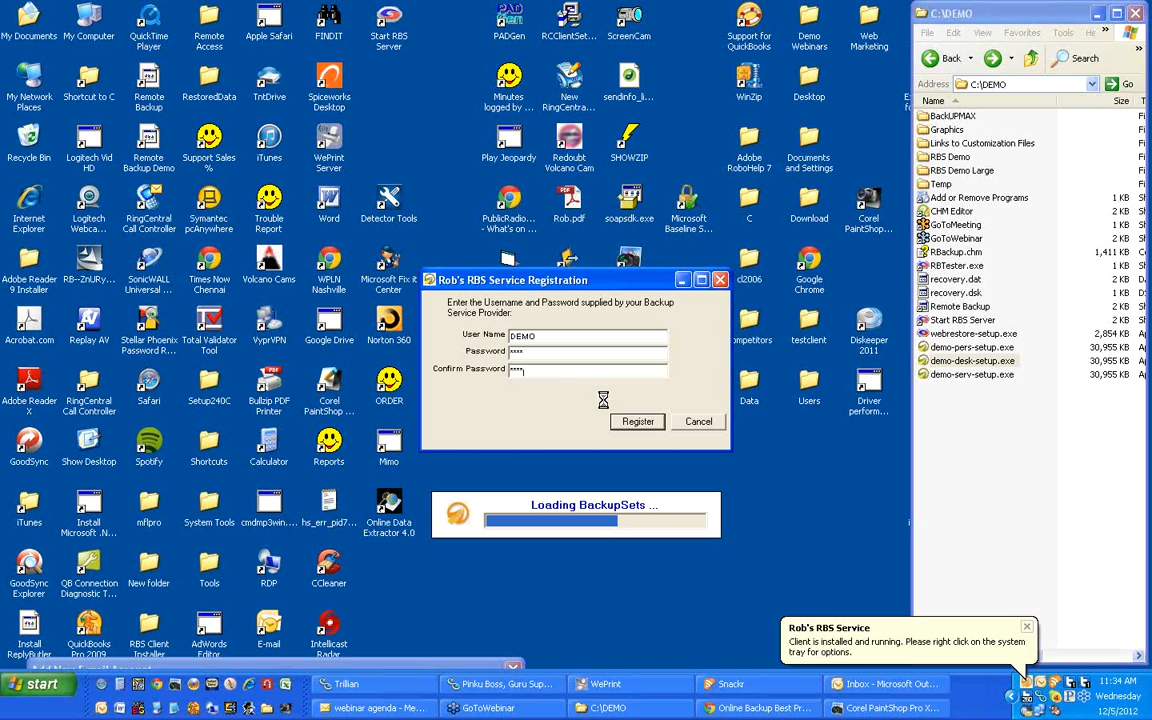 My Documents
My Computer
QuickTime
Player
Remote
Access
Apple Safari
FINDIT
Start RBS
Server
PADGen
RCClientSet...
ScreenCam
Support for
QuickBooks
Demo
Webinars
Web
Marketing
My Network
Places
Shortcut to C
Remote
Backup
RestoredData
TntDrive
Spiceworks
Desktop
Minutes
logged by ...
New
RingCentra...
sendinfo_li...
WinZip
Desktop
Recycle Bin
Logitech Vid
HD
Remote
Backup Demo
Support Sales
%
iTunes
WePrint
Server
Play Jeopardy
Redoubt
Volcano Cam
SHOWZIP
Adobe
RoboHelp 7
Documents
and Settings
Internet
Explorer
Logitech
Webca...
RingCentral
Call Controller
Symantec
pcAnywhere
Trouble
Report
Word
Detector Tools
PublicRadio...
- What's on ...
Rob.pdf
soapsdk.exe
Microsoft
Baseline S...
C
Download
Corel
PaintShop...
Adobe Reader
9 Installer
RB--ZnURy...
SonicWALL
Universal ...
Times Now
Chennai
Volcano Cams
WPLN
Nashville
Microsoft Fix it
Center
cl2006
Google
Chrome
Acrobat.com
Replay AV
Stellar Phoenix
Password R...
Total Validator
Tool
VyprVPN
Google Drive
Norton 360
ompetitors
testclient
Diskeeper
2011
Adobe Reader
X
RingCentral
Call Controller
Safari
Setup240C
Bullzip PDF
Printer
Corel
PaintShop ...
ORDER
Data
Users
Driver
perform...
GoodSync
Show Desktop
Spotify
Shortcuts
Calculator
Reports
Mimo
iTunes
Install
Microsoft .N...
mflpro
System Tools
cmdmp3win...
hs_err_pid7...
Online Data
Extractor 4.0
GoodSync
Explorer
QB Connection
Diagnostic T...
New folder
Tools
RDP
CCleaner
Install
ReplyButler
QuickBooks
Pro 2009
RBS Client
Installer
AdWords
Editor
E-mail
Intellicast
Radar
Rob's RBS Service Registration
Enter the Username and Password supplied by your Backup
Service Provider:
User Name DEMO
Password ****
Confirm Password ****
Register Cancel
Loading BackupSets ...
C:\DEMO
File Edit View Favorites Tools He »
Back Search »
Address C:\DEMO Go
Name Size T
BackUPMAX Fi
Graphics Fi
Links to Customization Files Fi
RBS Demo Fi
RBS Demo Large Fi
Temp Fi
Add or Remove Programs 1 KB
CHM Editor 2 KB
GoToMeeting 1 KB
GoToWebinar 2 KB
RBackup.chm 1,411 KB
RBTester.exe 1 KB
recovery.dat 2 KB
recovery.dsk 2 KB
Remote Backup 2 KB
Start RBS Server 2 KB
webrestore-setup.exe 2,854 KB
demo-pers-setup.exe 30,955 KB
demo-desk-setup.exe 30,955 KB
demo-serv-setup.exe 30,955 KB
Rob's RBS Service
Client is installed and running. Please right click on the system
tray for options.
start
Trillian
Pinku Boss, Guru Sup...
WePrint
Snackr
Inbox - Microsoft Out...
webinar agenda - Me...
GoToWebinar
C:\DEMO
Online Backup Best Pr...
Corel PaintShop Pro X...
11:34 AM
Wednesday
12/5/2012